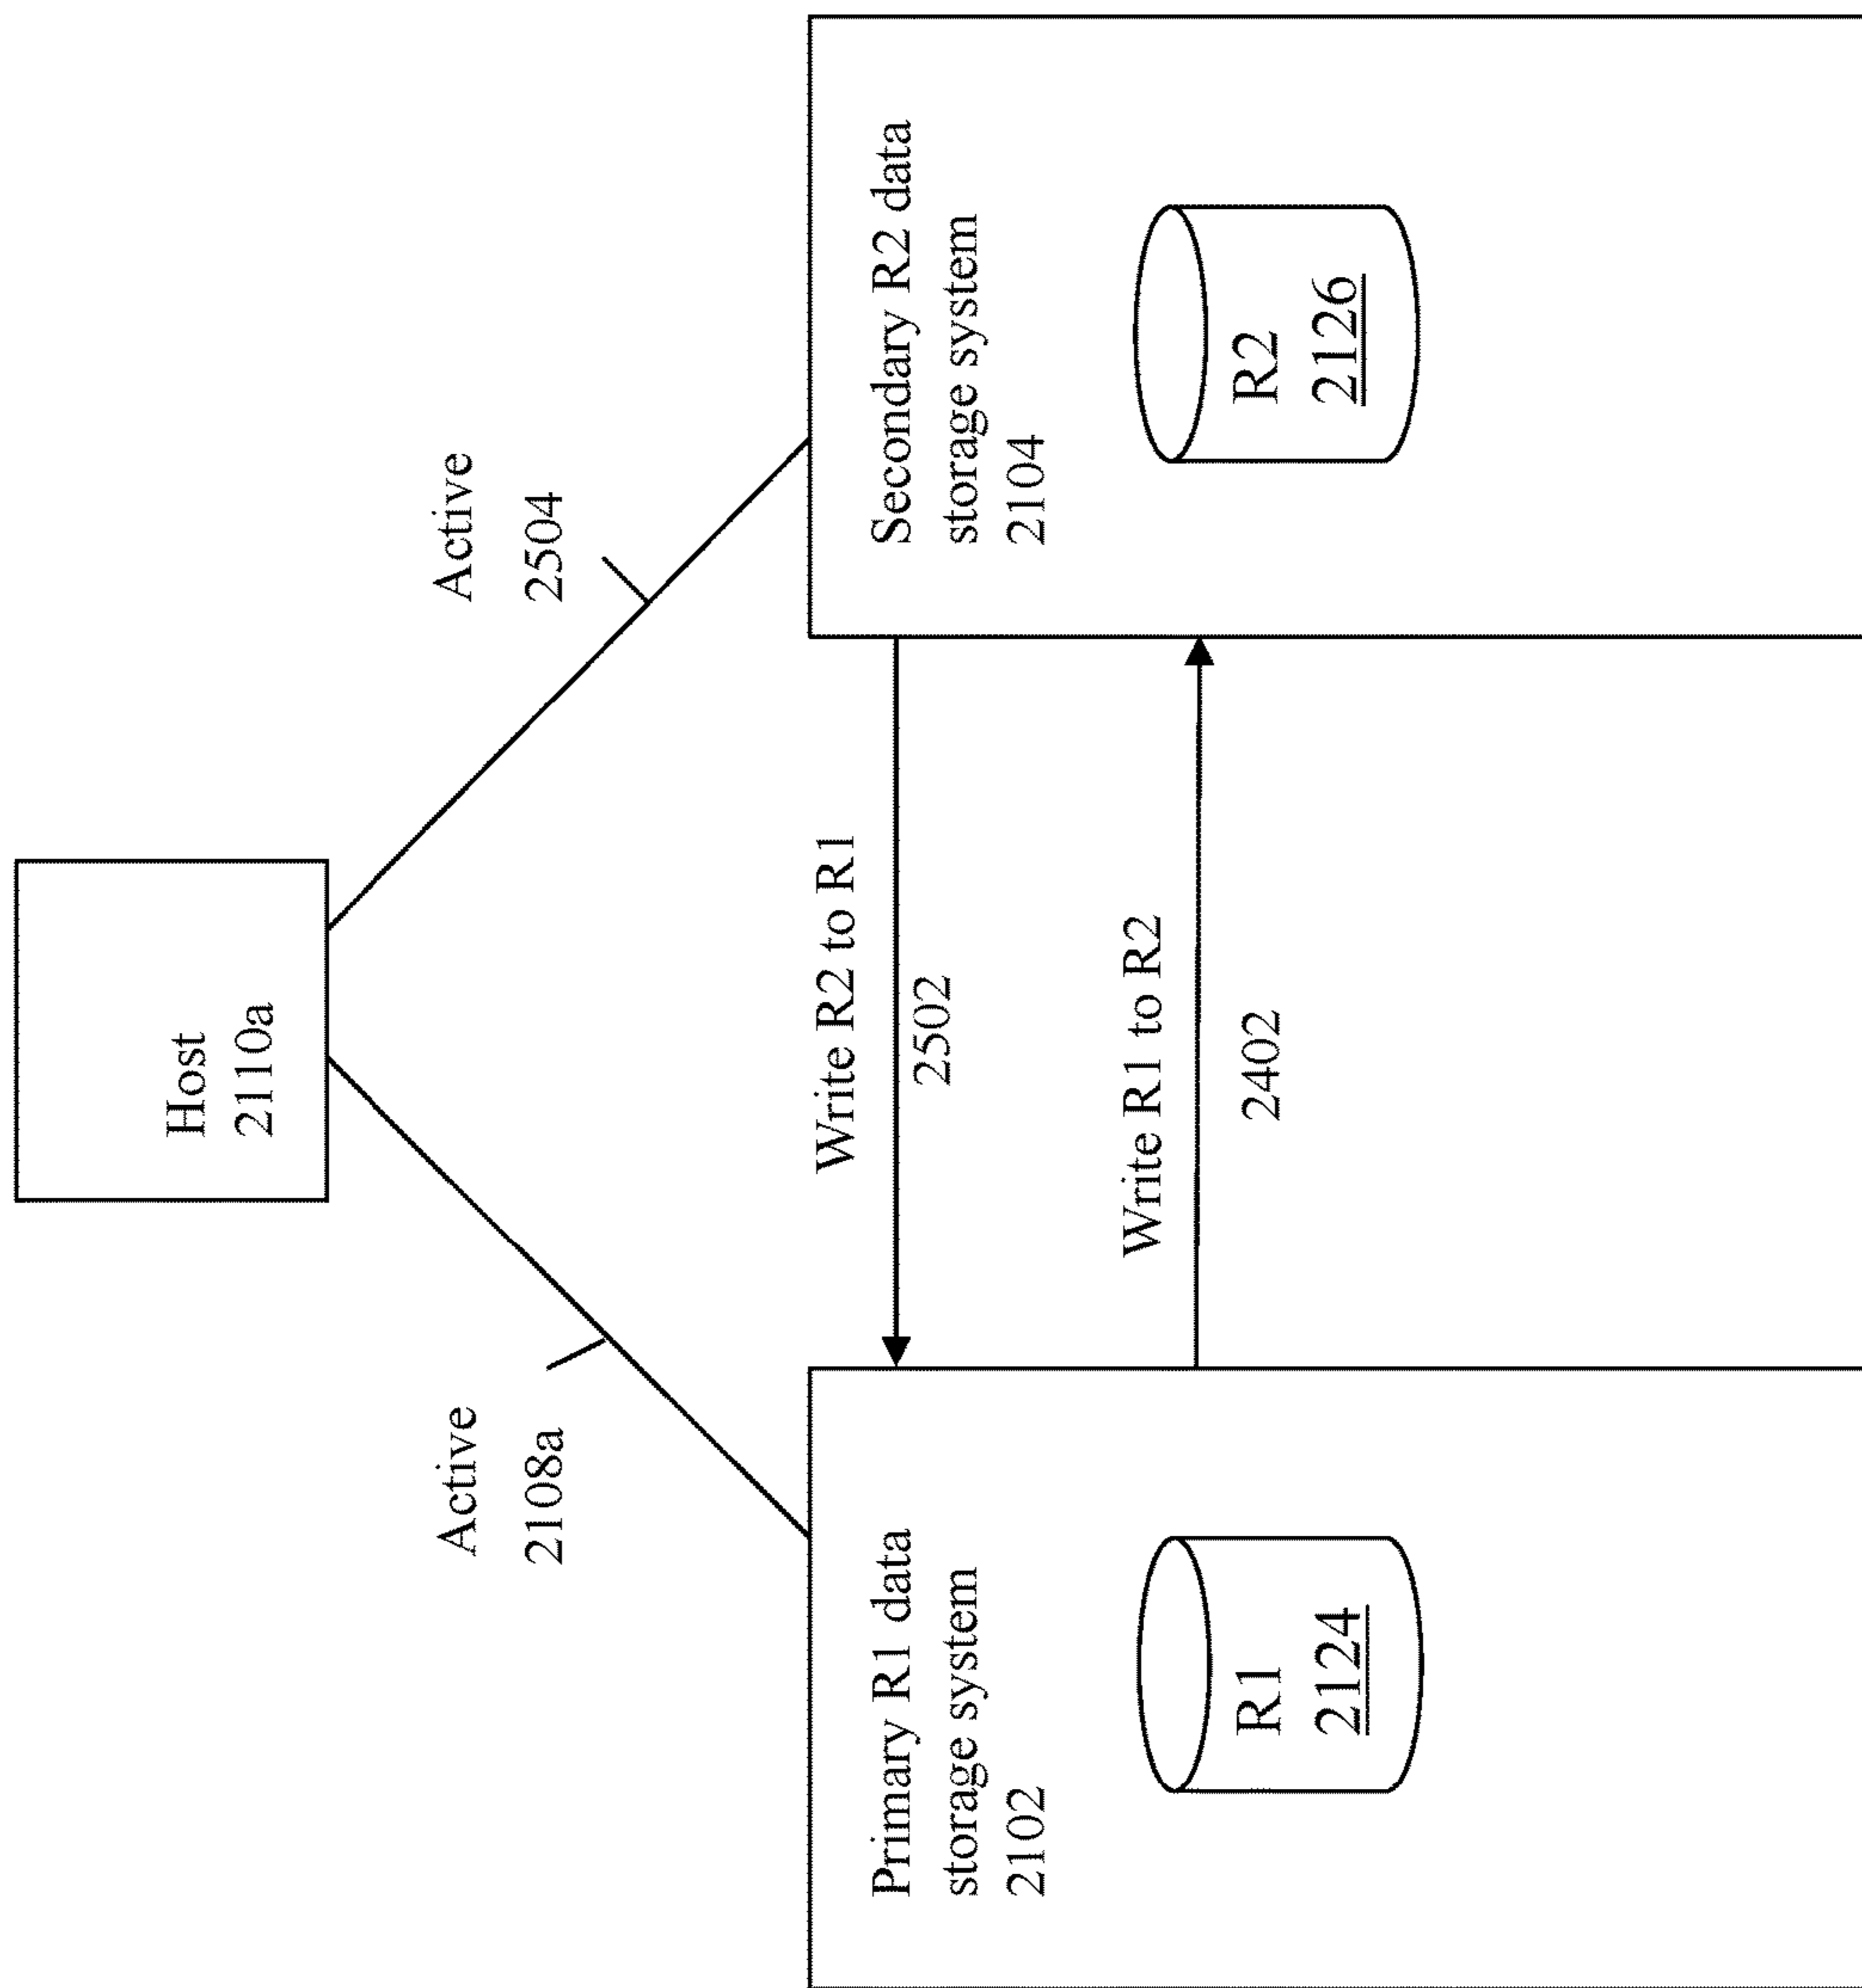 Host
2110a
Active
2108a
Active
2504
Write R2 to R1
2502
Write R1 to R2
2402
Primary R1 data
storage system
2102
R1
2124
Secondary R2 data
storage system
2104
R2
2126